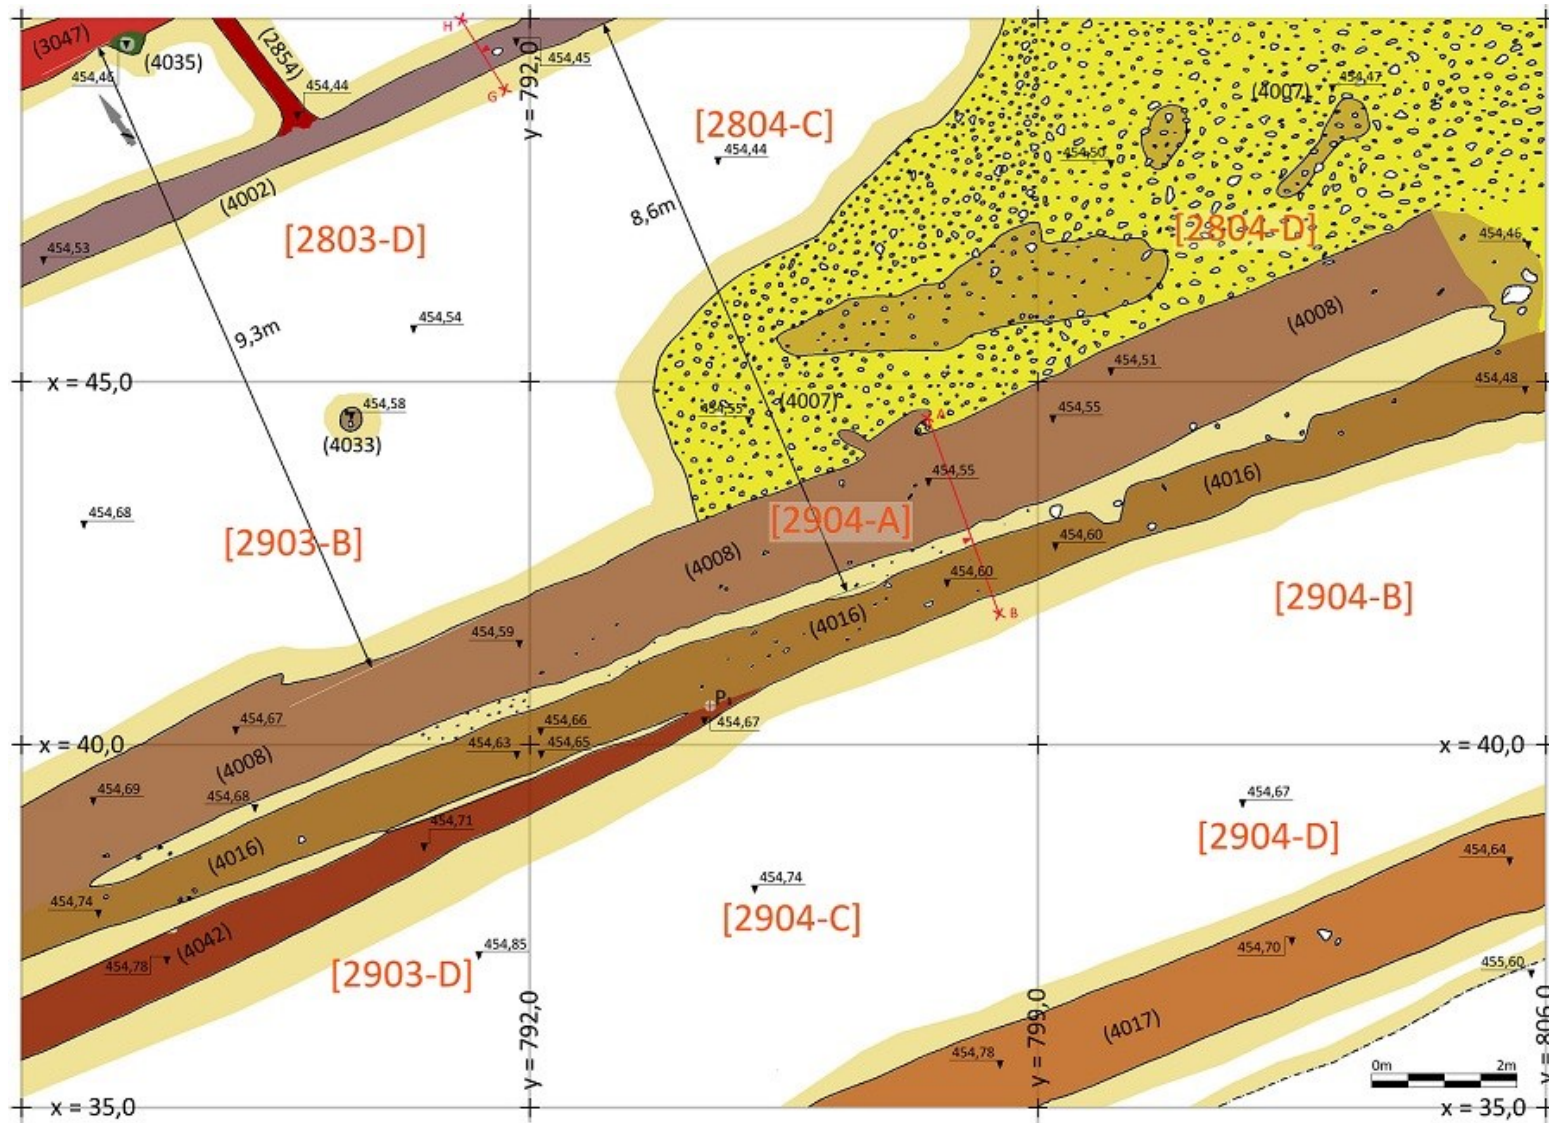 (3047)
(4035)
454,46
(2854)
454,44
H
G
454,45
y = 792,0
[2804-C]
454,44
(4007)
454,47
454,50
(4002)
[2803-D]
8,6m
[2804-D]
454,46
454,53
9,3m
454,54
(4008)
x = 45,0
454,51
454,48
454,58
(4033)
454,55
(4007)
A
454,55
454,55
(4016)
454,68
[2903-B]
[2904-A]
(4008)
454,60
454,60
[2904-B]
B
454,59
(4016)
454,67
P₁
454,67
454,66
x = 40,0
454,63
454,65
x = 40,0
(4008)
454,69
454,68
454,71
454,67
[2904-D]
(4016)
454,64
454,74
454,74
[2904-C]
(4042)
454,78
454,85
[2903-D]
454,70
455,60
y = 792,0
y = 799,0
y = 806,0
(4017)
454,78
0m 2m
x = 35,0
x = 35,0